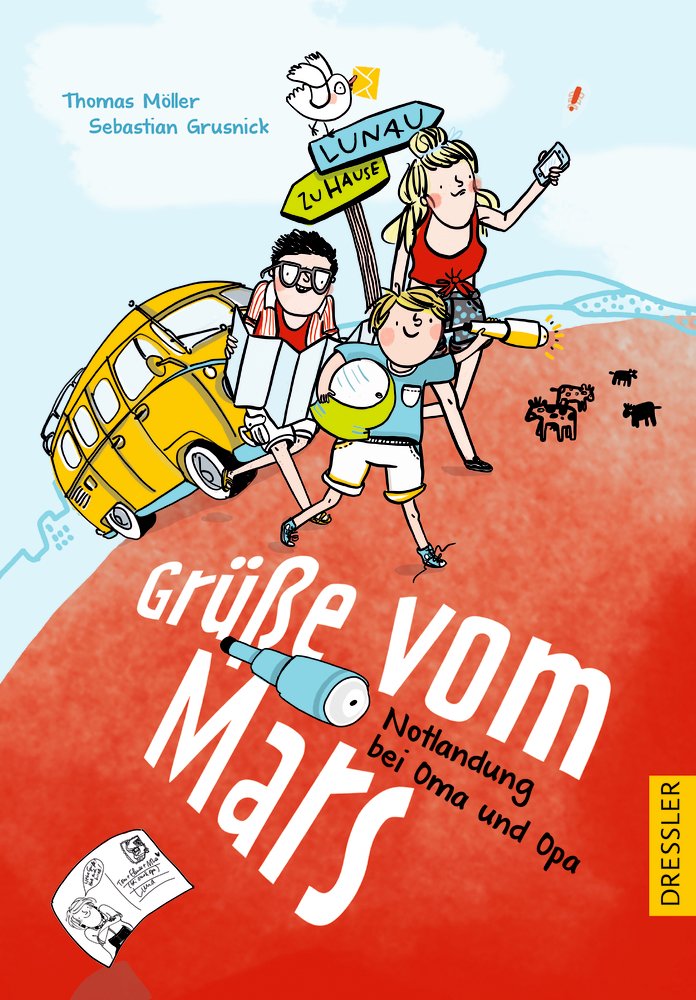 Thomas Möller
Sebastian Grusnick
LUNAU
ZUHAUSE
Grüße vom
Mars
Notlandung
bei Oma und Opa
DRESSLER